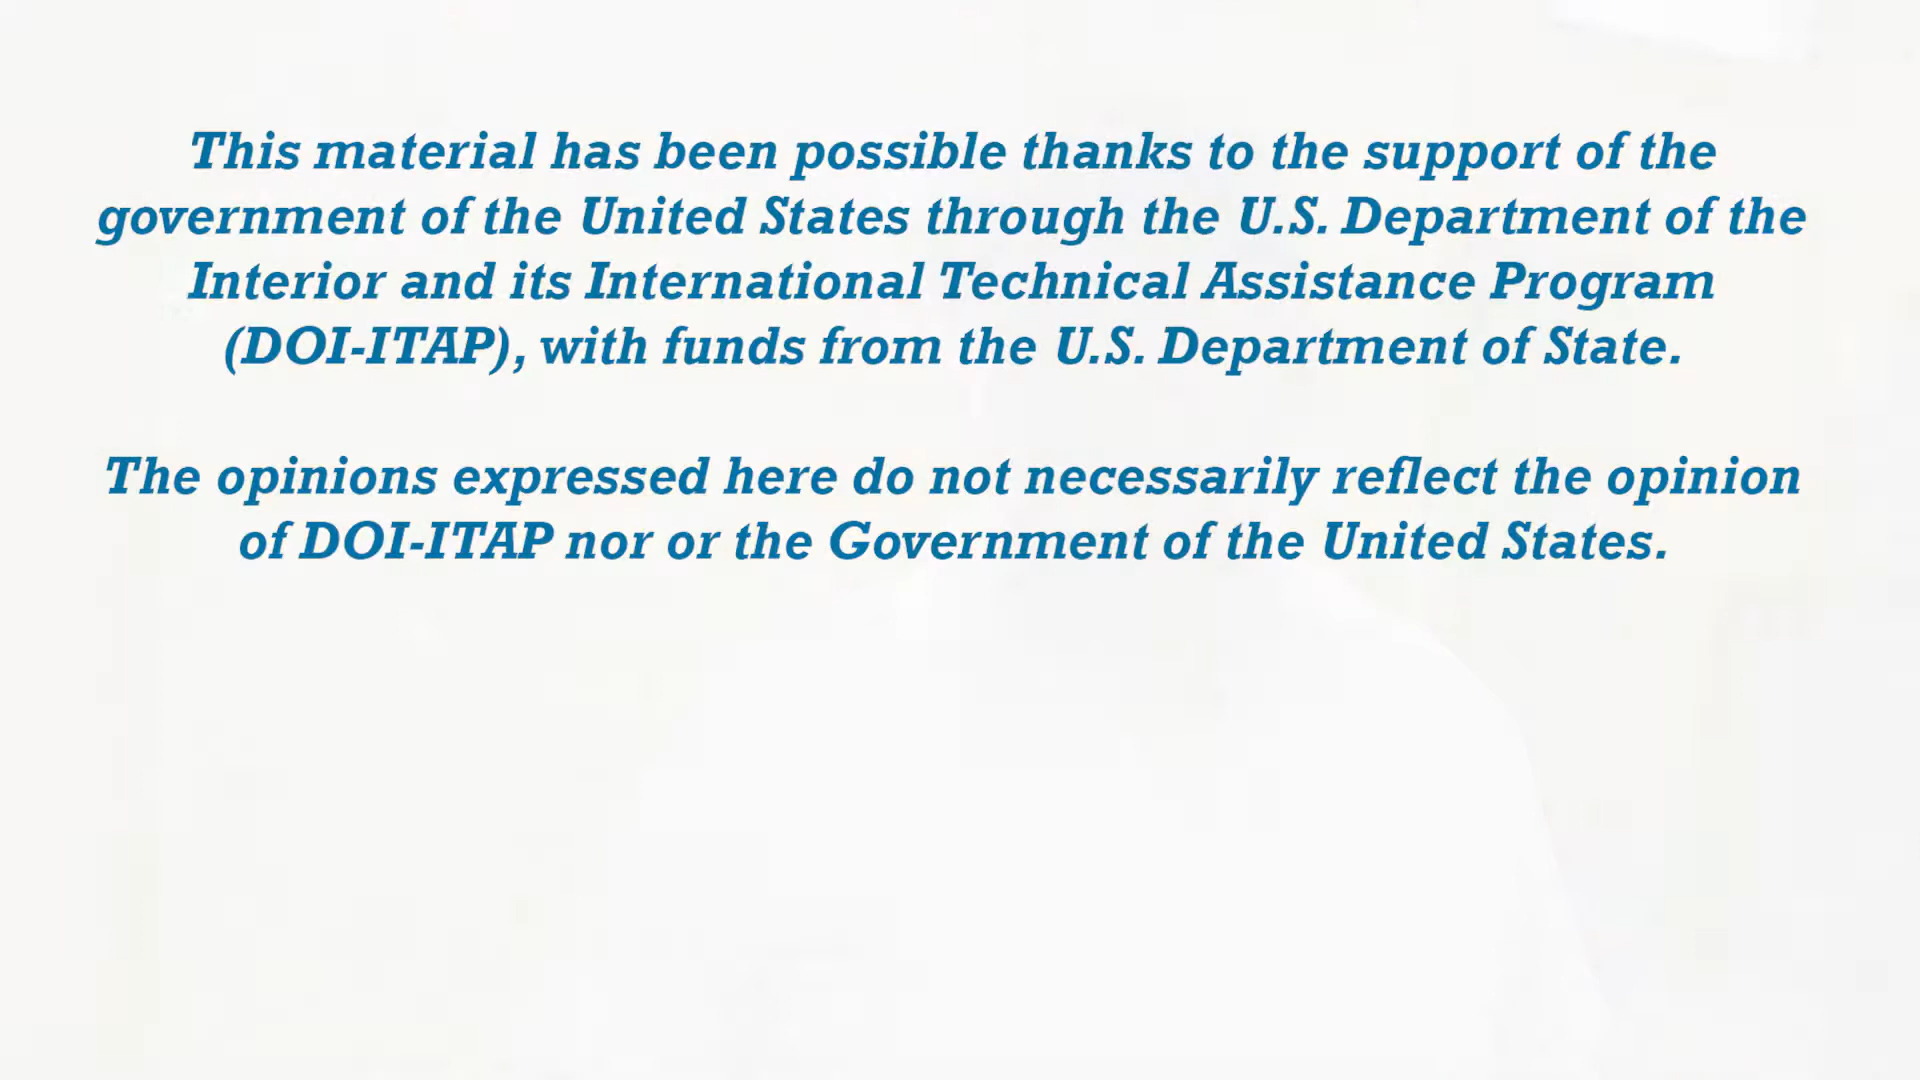 This material has been possible thanks to the support of the
government of the United States through the U.S. Department of the
Interior and its International Technical Assistance Program
(DOI-ITAP), with funds from the U.S. Department of State.
The opinions expressed here do not necessarily reflect the opinion
of DOI-ITAP nor or the Government of the United States.